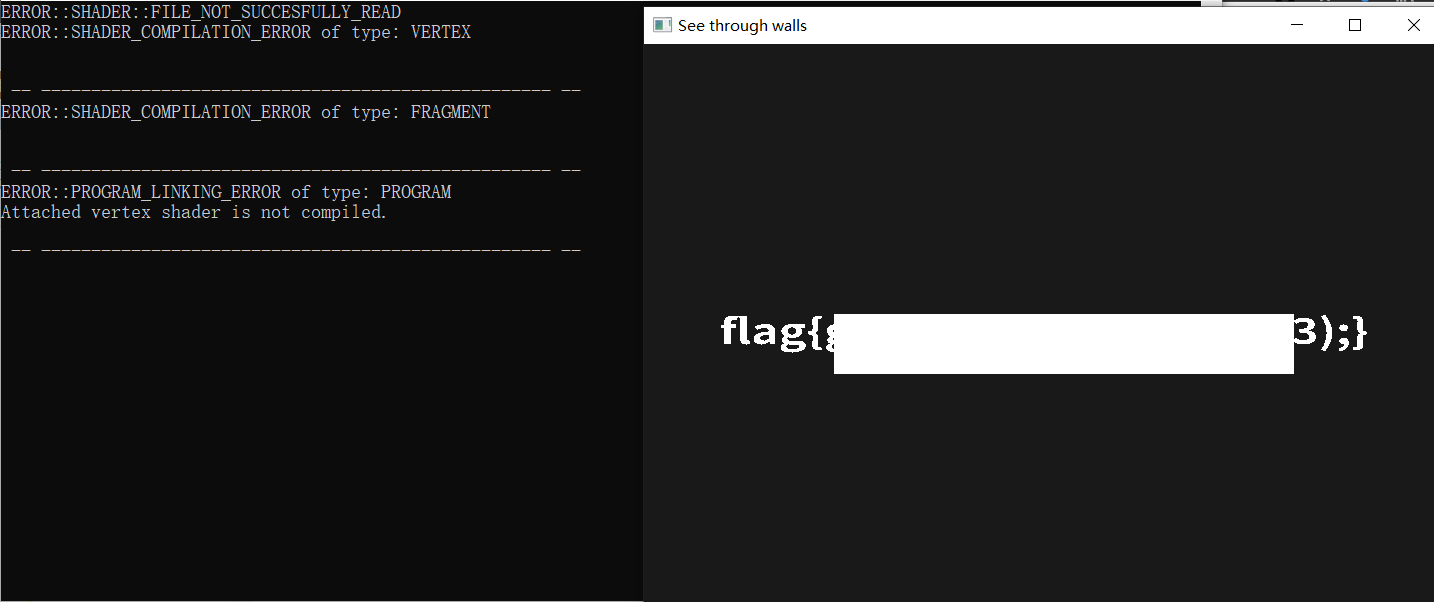 ERROR::SHADER::FILE_NOT_SUCCESFULLY_READ
ERROR::SHADER_COMPILATION_ERROR of type: VERTEX
-- --------------------------------------------------- --
ERROR::SHADER_COMPILATION_ERROR of type: FRAGMENT
-- --------------------------------------------------- --
ERROR::PROGRAM_LINKING_ERROR of type: PROGRAM
Attached vertex shader is not compiled.
-- --------------------------------------------------- --
See through walls
flag{g 3);}